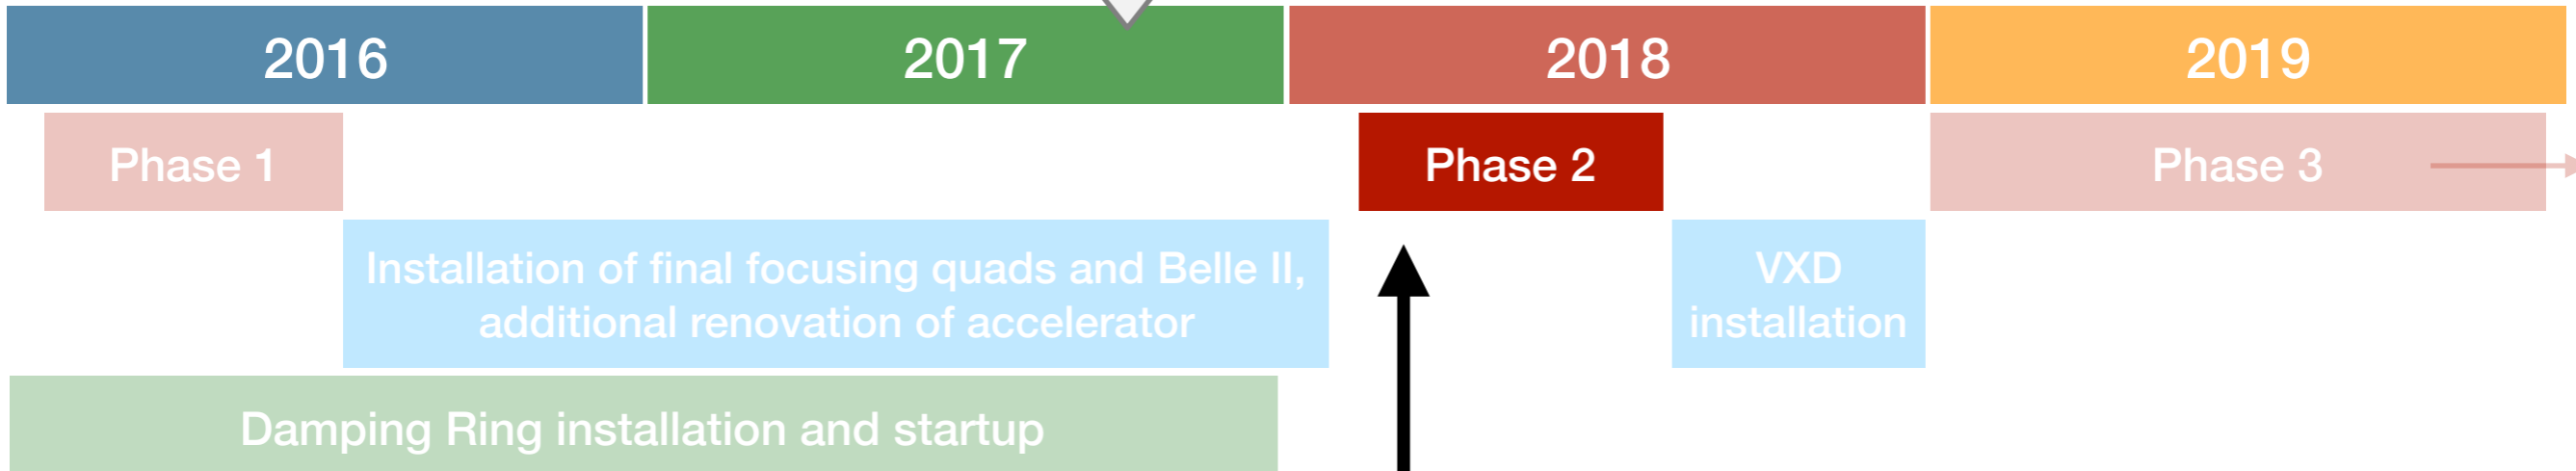 2016
2017
2018
2019
Phase 1
Phase 2
Phase 3
Installation of final focusing quads and Belle II,
additional renovation of accelerator
VXD
installation
Damping Ring installation and startup